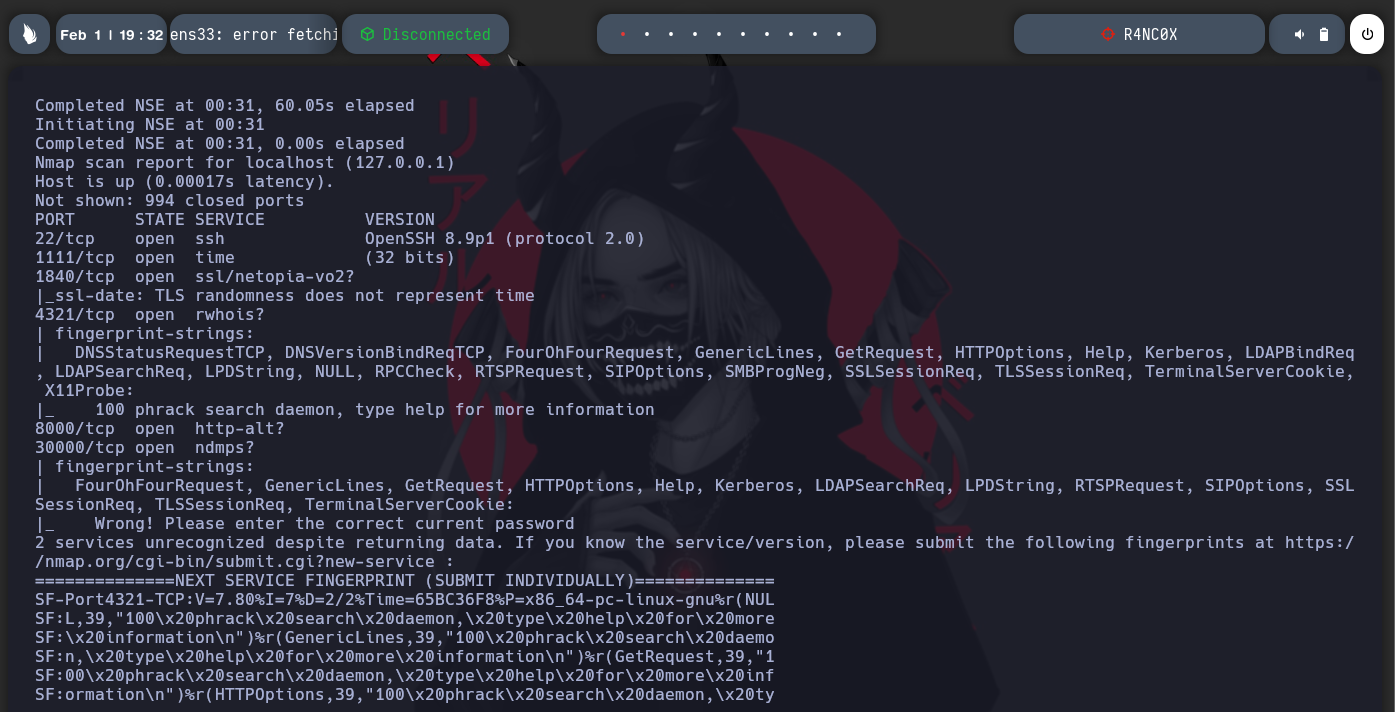 Feb 1 | 19 : 32
ens33: error fetchi
Disconnected
R4NC0X
リアル
Completed NSE at 00:31, 60.05s elapsed
Initiating NSE at 00:31
Completed NSE at 00:31, 0.00s elapsed
Nmap scan report for localhost (127.0.0.1)
Host is up (0.00017s latency).
Not shown: 994 closed ports
PORT      STATE SERVICE          VERSION
22/tcp    open  ssh              OpenSSH 8.9p1 (protocol 2.0)
1111/tcp  open  time             (32 bits)
1840/tcp  open  ssl/netopia-vo2?
|_ssl-date: TLS randomness does not represent time
4321/tcp  open  rwhois?
| fingerprint-strings:
|   DNSStatusRequestTCP, DNSVersionBindReqTCP, FourOhFourRequest, GenericLines, GetRequest, HTTPOptions, Help, Kerberos, LDAPBindReq
, LDAPSearchReq, LPDString, NULL, RPCCheck, RTSPRequest, SIPOptions, SMBProgNeg, SSLSessionReq, TLSSessionReq, TerminalServerCookie,
 X11Probe:
|_    100 phrack search daemon, type help for more information
8000/tcp  open  http-alt?
30000/tcp open  ndmps?
| fingerprint-strings:
|   FourOhFourRequest, GenericLines, GetRequest, HTTPOptions, Help, Kerberos, LDAPSearchReq, LPDString, RTSPRequest, SIPOptions, SSL
SessionReq, TLSSessionReq, TerminalServerCookie:
|_    Wrong! Please enter the correct current password
2 services unrecognized despite returning data. If you know the service/version, please submit the following fingerprints at https:/
/nmap.org/cgi-bin/submit.cgi?new-service :
==============NEXT SERVICE FINGERPRINT (SUBMIT INDIVIDUALLY)==============
SF-Port4321-TCP:V=7.80%I=7%D=2/2%Time=65BC36F8%P=x86_64-pc-linux-gnu%r(NUL
SF:L,39,"100\x20phrack\x20search\x20daemon,\x20type\x20help\x20for\x20more
SF:\x20information\n")%r(GenericLines,39,"100\x20phrack\x20search\x20daemo
SF:n,\x20type\x20help\x20for\x20more\x20information\n")%r(GetRequest,39,"1
SF:00\x20phrack\x20search\x20daemon,\x20type\x20help\x20for\x20more\x20inf
SF:ormation\n")%r(HTTPOptions,39,"100\x20phrack\x20search\x20daemon,\x20ty